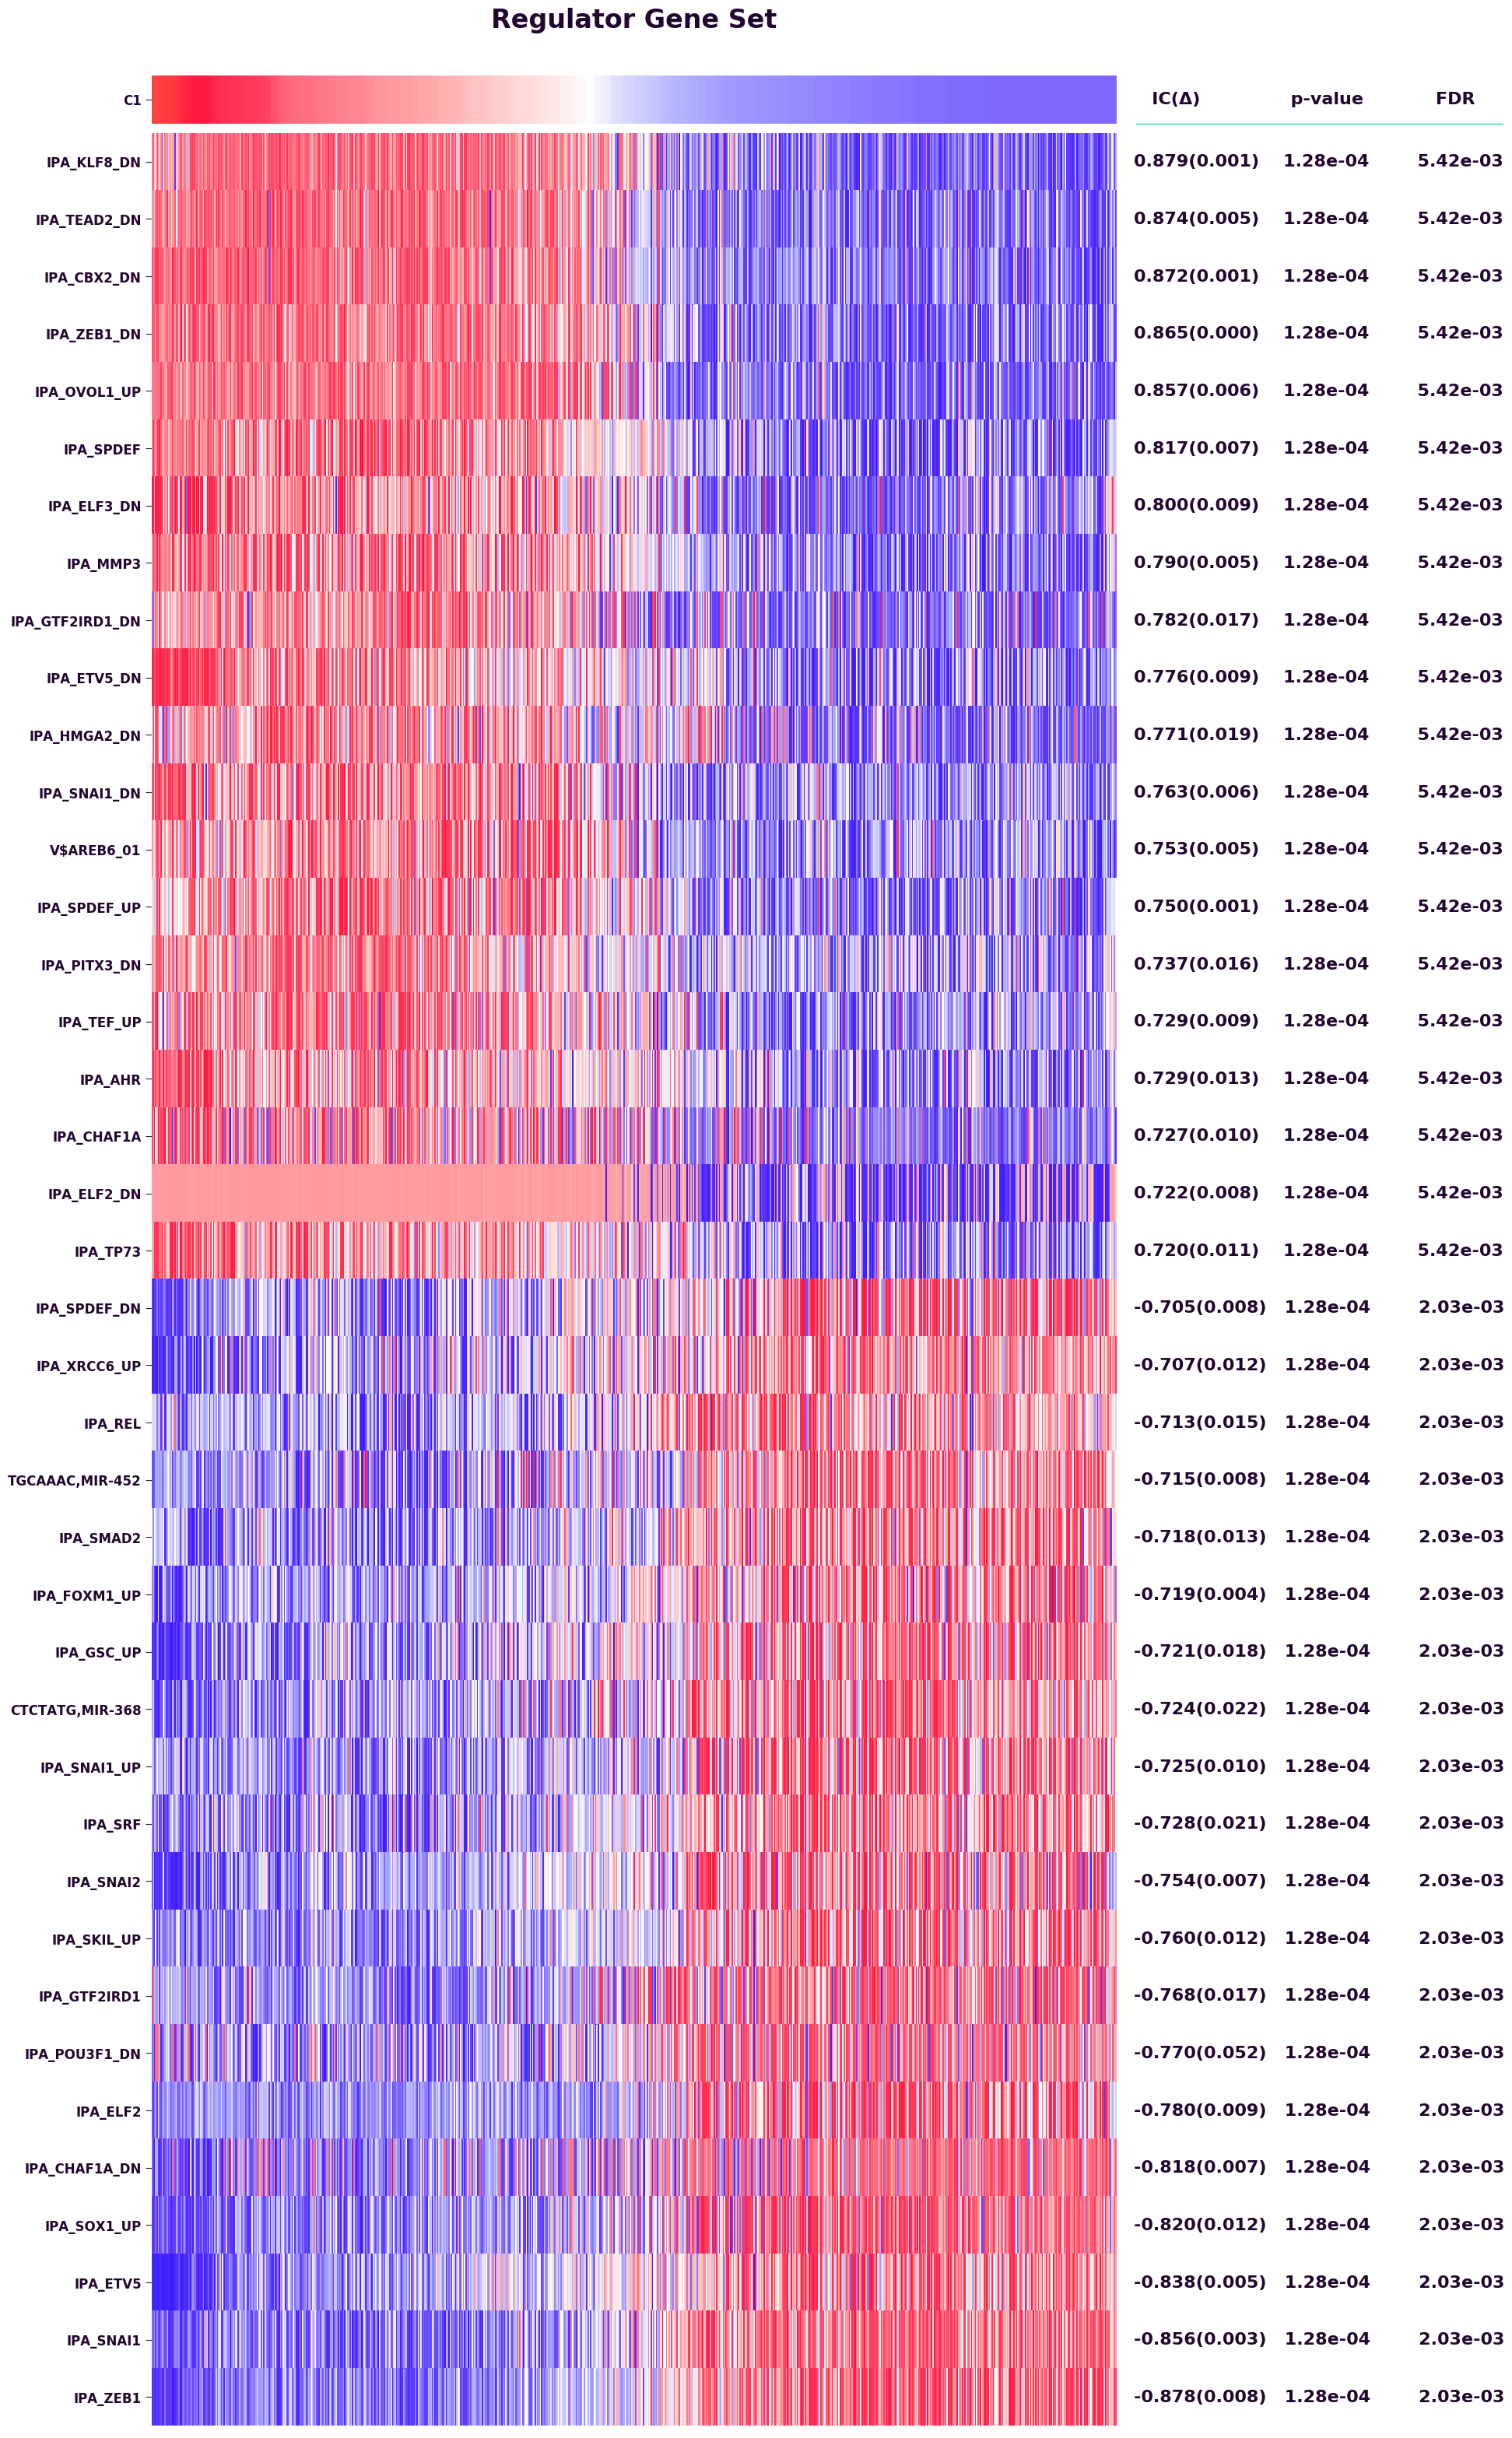 Regulator Gene Set
C1 IC(Δ) p-value FDR
IPA_KLF8_DN 0.879(0.001) 1.28e-04 5.42e-03
IPA_TEAD2_DN 0.874(0.005) 1.28e-04 5.42e-03
IPA_CBX2_DN 0.872(0.001) 1.28e-04 5.42e-03
IPA_ZEB1_DN 0.865(0.000) 1.28e-04 5.42e-03
IPA_OVOL1_UP 0.857(0.006) 1.28e-04 5.42e-03
IPA_SPDEF 0.817(0.007) 1.28e-04 5.42e-03
IPA_ELF3_DN 0.800(0.009) 1.28e-04 5.42e-03
IPA_MMP3 0.790(0.005) 1.28e-04 5.42e-03
IPA_GTF2IRD1_DN 0.782(0.017) 1.28e-04 5.42e-03
IPA_ETV5_DN 0.776(0.009) 1.28e-04 5.42e-03
IPA_HMGA2_DN 0.771(0.019) 1.28e-04 5.42e-03
IPA_SNAI1_DN 0.763(0.006) 1.28e-04 5.42e-03
V$AREB6_01 0.753(0.005) 1.28e-04 5.42e-03
IPA_SPDEF_UP 0.750(0.001) 1.28e-04 5.42e-03
IPA_PITX3_DN 0.737(0.016) 1.28e-04 5.42e-03
IPA_TEF_UP 0.729(0.009) 1.28e-04 5.42e-03
IPA_AHR 0.729(0.013) 1.28e-04 5.42e-03
IPA_CHAF1A 0.727(0.010) 1.28e-04 5.42e-03
IPA_ELF2_DN 0.722(0.008) 1.28e-04 5.42e-03
IPA_TP73 0.720(0.011) 1.28e-04 5.42e-03
IPA_SPDEF_DN -0.705(0.008) 1.28e-04 2.03e-03
IPA_XRCC6_UP -0.707(0.012) 1.28e-04 2.03e-03
IPA_REL -0.713(0.015) 1.28e-04 2.03e-03
TGCAAAC,MIR-452 -0.715(0.008) 1.28e-04 2.03e-03
IPA_SMAD2 -0.718(0.013) 1.28e-04 2.03e-03
IPA_FOXM1_UP -0.719(0.004) 1.28e-04 2.03e-03
IPA_GSC_UP -0.721(0.018) 1.28e-04 2.03e-03
CTCTATG,MIR-368 -0.724(0.022) 1.28e-04 2.03e-03
IPA_SNAI1_UP -0.725(0.010) 1.28e-04 2.03e-03
IPA_SRF -0.728(0.021) 1.28e-04 2.03e-03
IPA_SNAI2 -0.754(0.007) 1.28e-04 2.03e-03
IPA_SKIL_UP -0.760(0.012) 1.28e-04 2.03e-03
IPA_GTF2IRD1 -0.768(0.017) 1.28e-04 2.03e-03
IPA_POU3F1_DN -0.770(0.052) 1.28e-04 2.03e-03
IPA_ELF2 -0.780(0.009) 1.28e-04 2.03e-03
IPA_CHAF1A_DN -0.818(0.007) 1.28e-04 2.03e-03
IPA_SOX1_UP -0.820(0.012) 1.28e-04 2.03e-03
IPA_ETV5 -0.838(0.005) 1.28e-04 2.03e-03
IPA_SNAI1 -0.856(0.003) 1.28e-04 2.03e-03
IPA_ZEB1 -0.878(0.008) 1.28e-04 2.03e-03